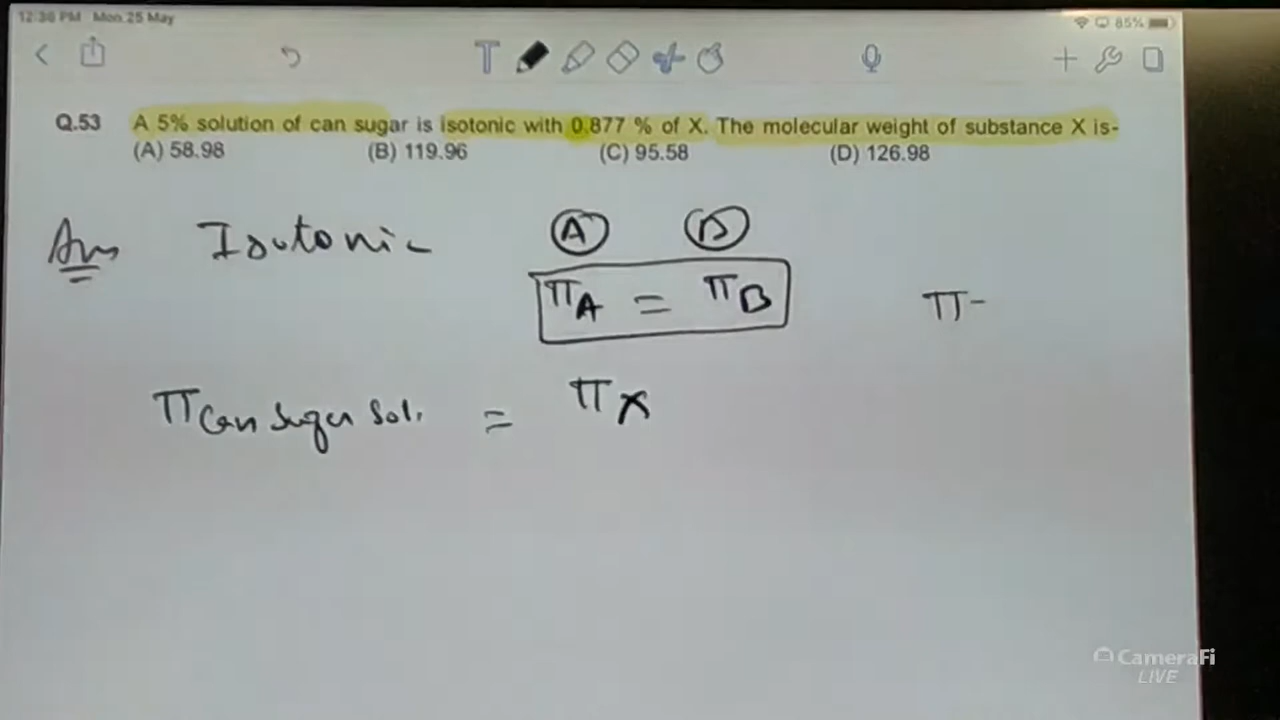 12:36 PM Mon 25 May
85%
T
Q.53 A 5% solution of can sugar is isotonic with 0.877 % of X. The molecular weight of substance X is-
(A) 58.98 (B) 119.96 (C) 95.58 (D) 126.98
Ans Isotonic A B
πA = πB π-
πCan Sugar Sol. = πX
CameraFi
LIVE